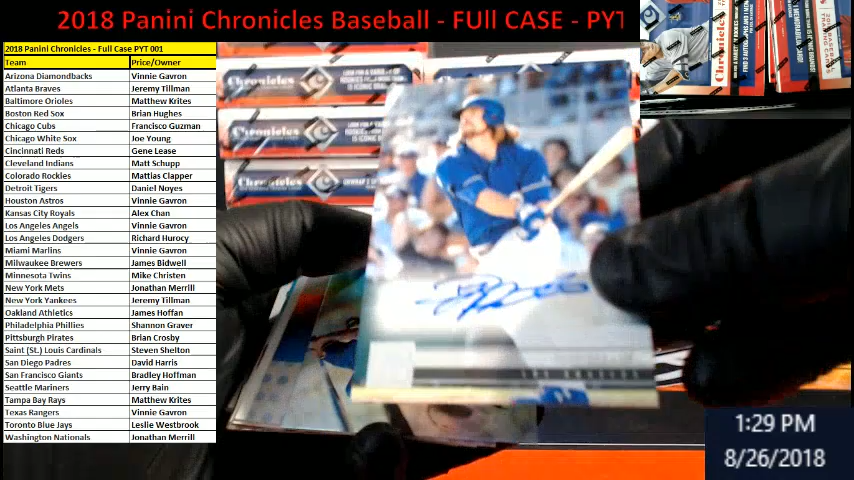 2018 Panini Chronicles Baseball - FUll CASE - PYT
2018 Panini Chronicles - Full Case PYT 001
Team Price/Owner
Arizona Diamondbacks Vinnie Gavron
Atlanta Braves Jeremy Tillman
Baltimore Orioles Matthew Krites
Boston Red Sox Brian Hughes
Chicago Cubs Francisco Guzman
Chicago White Sox Joe Young
Cincinnati Reds Gene Lease
Cleveland Indians Matt Schupp
Colorado Rockies Mattias Clapper
Detroit Tigers Daniel Noyes
Houston Astros Vinnie Gavron
Kansas City Royals Alex Chan
Los Angeles Angels Vinnie Gavron
Los Angeles Dodgers Richard Hurocy
Miami Marlins Vinnie Gavron
Milwaukee Brewers James Bidwell
Minnesota Twins Mike Christen
New York Mets Jonathan Merrill
New York Yankees Jeremy Tillman
Oakland Athletics James Hoffan
Philadelphia Phillies Shannon Graver
Pittsburgh Pirates Brian Crosby
Saint (St.) Louis Cardinals Steven Shelton
San Diego Padres David Harris
San Francisco Giants Bradley Hoffman
Seattle Mariners Jerry Bain
Tampa Bay Rays Matthew Krites
Texas Rangers Vinnie Gavron
Toronto Blue Jays Leslie Westbrook
Washington Nationals Jonathan Merrill
Chronicles
Chronicles
Chronicles
LOS ANGELES
Chronicles
1:29 PM
8/26/2018